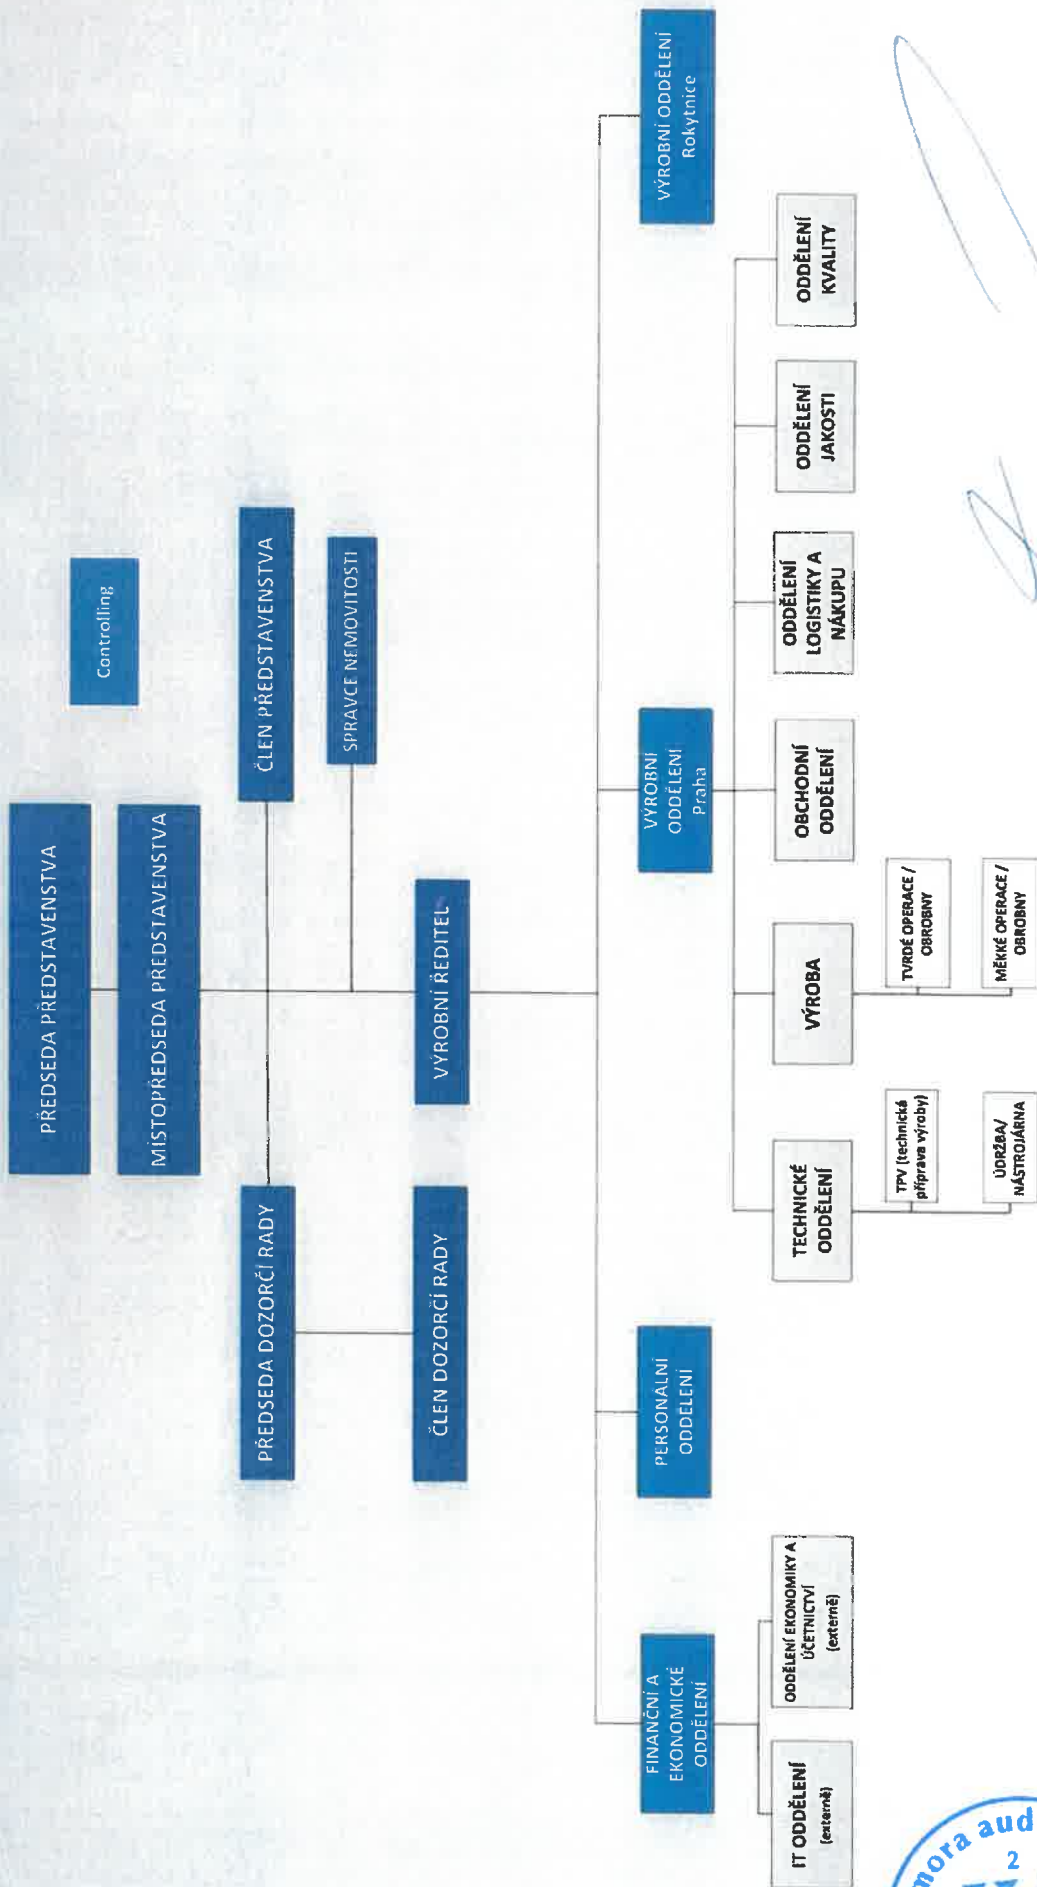 PŘEDSEDA PŘEDSTAVENSTVA
MÍSTOPŘEDSEDA PŘEDSTAVENSTVA
Controlling
PŘEDSEDA DOZORČÍ RADY
ČLEN PŘEDSTAVENSTVA
SPRÁVCE NEMOVITOSTI
ČLEN DOZORČÍ RADY
VÝROBNÍ ŘEDITEL
FINANČNÍ A
EKONOMICKÉ
ODDĚLENÍ
PERSONÁLNÍ
ODDĚLENÍ
VÝROBNÍ
ODDĚLENÍ
Praha
VÝROBNÍ ODDĚLENÍ
Rokytnice
IT ODDĚLENÍ
(externě)
ODDĚLENÍ EKONOMIKY A
ÚČETNICTVÍ
(externě)
TECHNICKÉ
ODDĚLENÍ
VÝROBA
OBCHODNÍ
ODDĚLENÍ
ODDĚLENÍ
LOGISTIKY A
NÁKUPU
ODDĚLENÍ
JAKOSTI
ODDĚLENÍ
KVALITY
TPV (technická
příprava výroby)
TVRDÉ OPERACE /
OBROBNY
ÚDRŽBA/
NÁSTROJÁRNA
MĚKKÉ OPERACE /
OBROBNY
mora aud
2